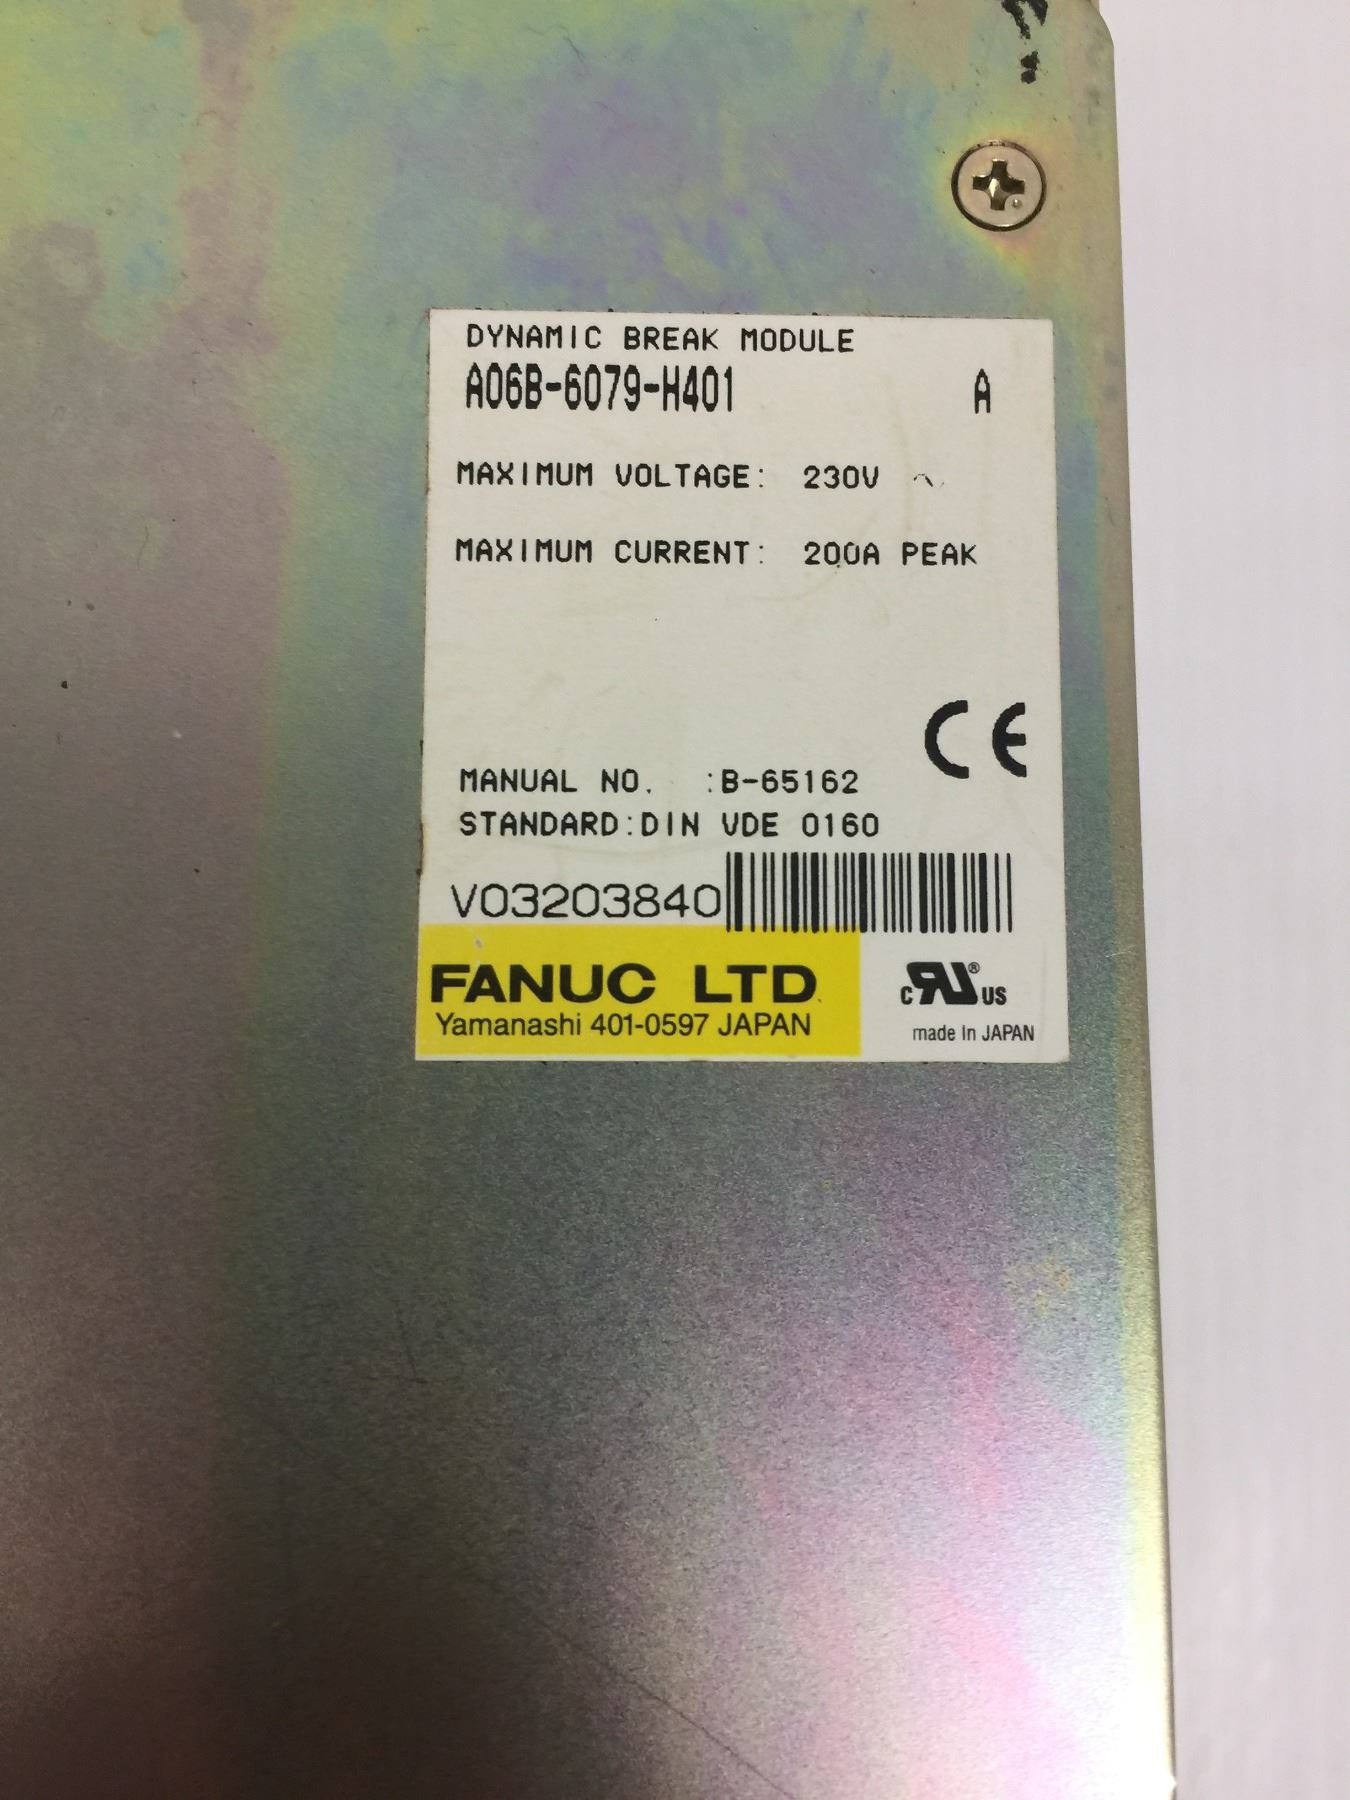 DYNAMIC BREAK MODULE
A06B-6079-H401 A
MAXIMUM VOLTAGE: 230V ~
MAXIMUM CURRENT: 200A PEAK
CE
MANUAL NO. :B-65162
STANDARD:DIN VDE 0160
V03203840
FANUC LTD
Yamanashi 401-0597 JAPAN
c RU ® US
made In JAPAN